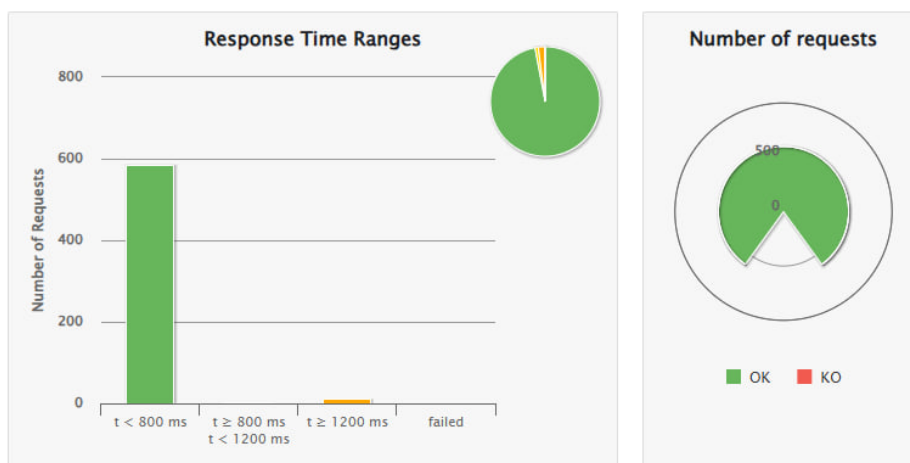 Response Time Ranges
800
600
400
200
0
Number of Requests
t < 800 ms
t ≥ 800 ms
t < 1200 ms
t ≥ 1200 ms
failed
Number of requests
500
0
OK
KO